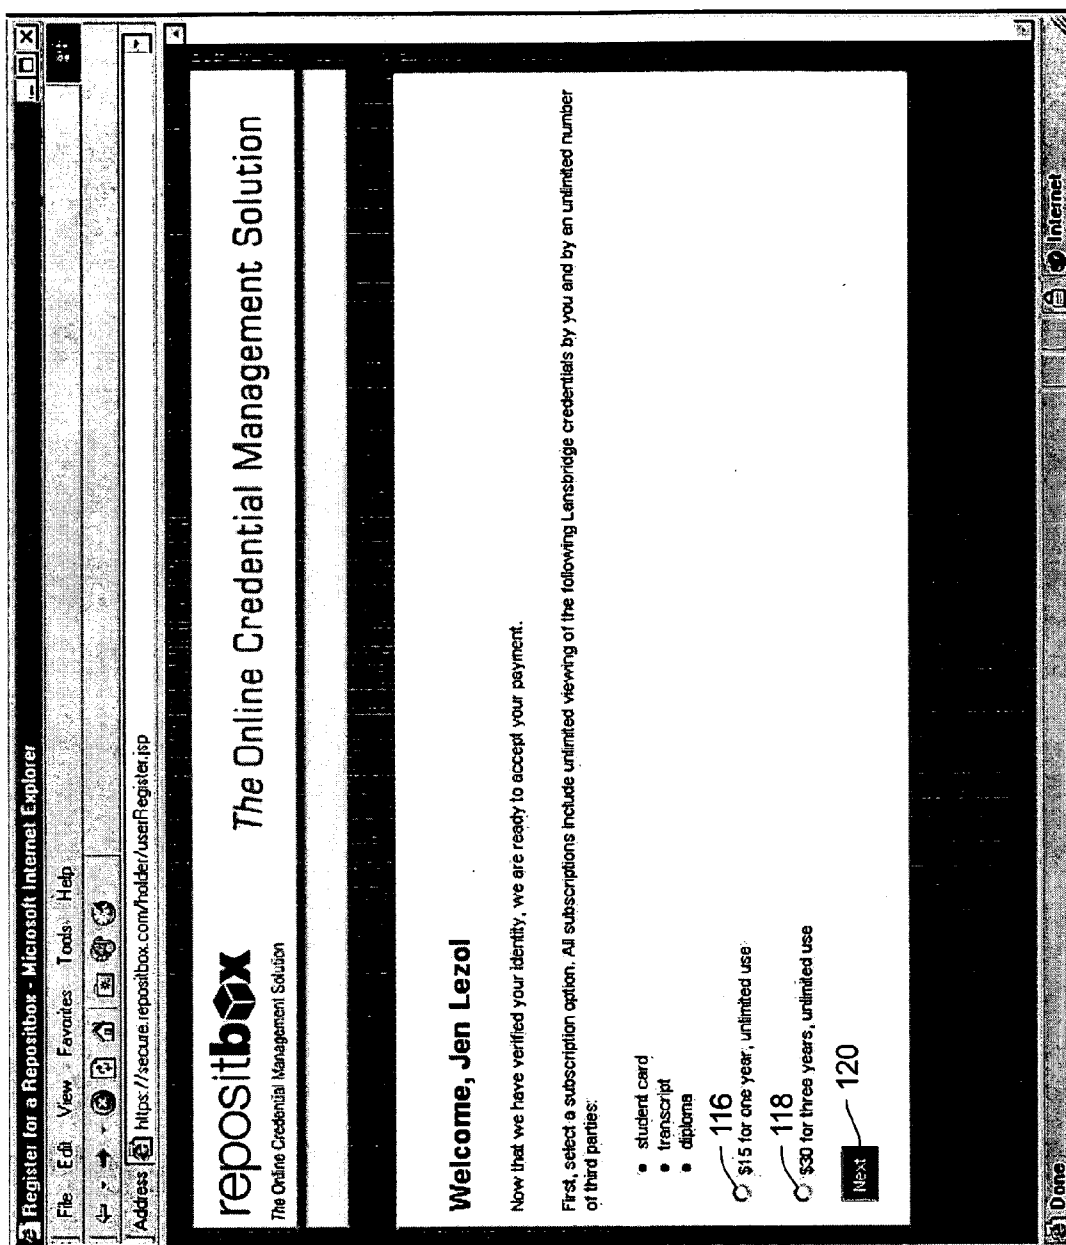 Register for a Repositbox - Microsoft Internet Explorer
File Edit View Favorites Tools Help
Address https://secure.repositbox.com/holder/userRegister.jsp
repositbox
The Online Credential Management Solution
The Online Credential Management Solution
Welcome, Jen Lezol
Now that we have verified your identity, we are ready to accept your payment.
First, select a subscription option. All subscriptions include unlimited viewing of the following Lansbridge credentials by you and by an unlimited number
of third parties:
• student card
• transcript
• diploma
116
$15 for one year, unlimited use
118
$30 for three years, unlimited use
Next
120
Done
Internet